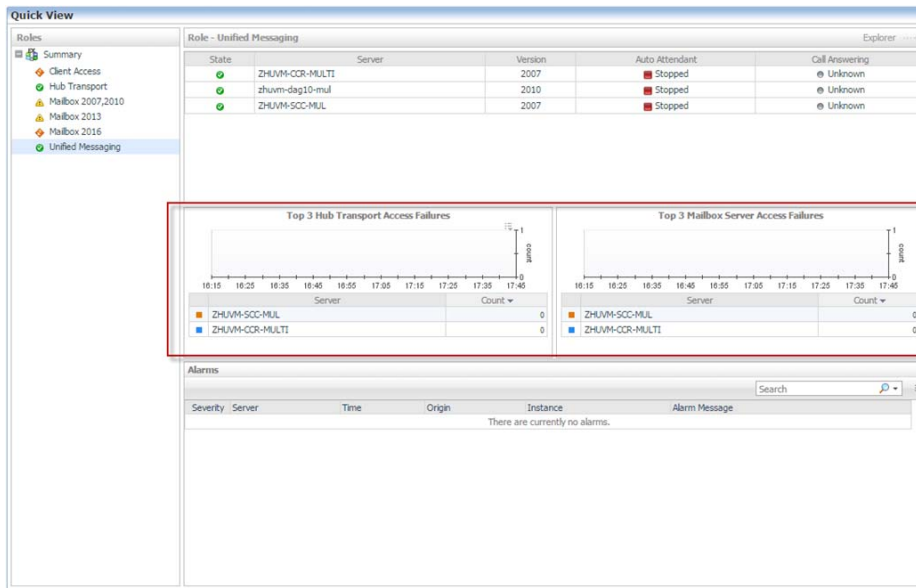 Quick View
Roles
Summary
Client Access
Hub Transport
Mailbox 2007,2010
Mailbox 2013
Mailbox 2016
Unified Messaging
Role - Unified Messaging
Explorer
State Server Version Auto Attendant Call Answering
ZHUVM-CCR-MULTI 2007 Stopped Unknown
zhuvm-dag10-mul 2010 Stopped Unknown
ZHUVM-SCC-MUL 2007 Stopped Unknown
Top 3 Hub Transport Access Failures
1
count
0
16:15 16:25 16:35 16:45 16:55 17:05 17:15 17:25 17:35 17:45
Server Count
ZHUVM-SCC-MUL 0
ZHUVM-CCR-MULTI 0
Top 3 Mailbox Server Access Failures
1
count
0
16:15 16:25 16:35 16:45 16:55 17:05 17:15 17:25 17:35 17:45
Server Count
ZHUVM-SCC-MUL 0
ZHUVM-CCR-MULTI 0
Alarms
Search
Severity Server Time Origin Instance Alarm Message
There are currently no alarms.